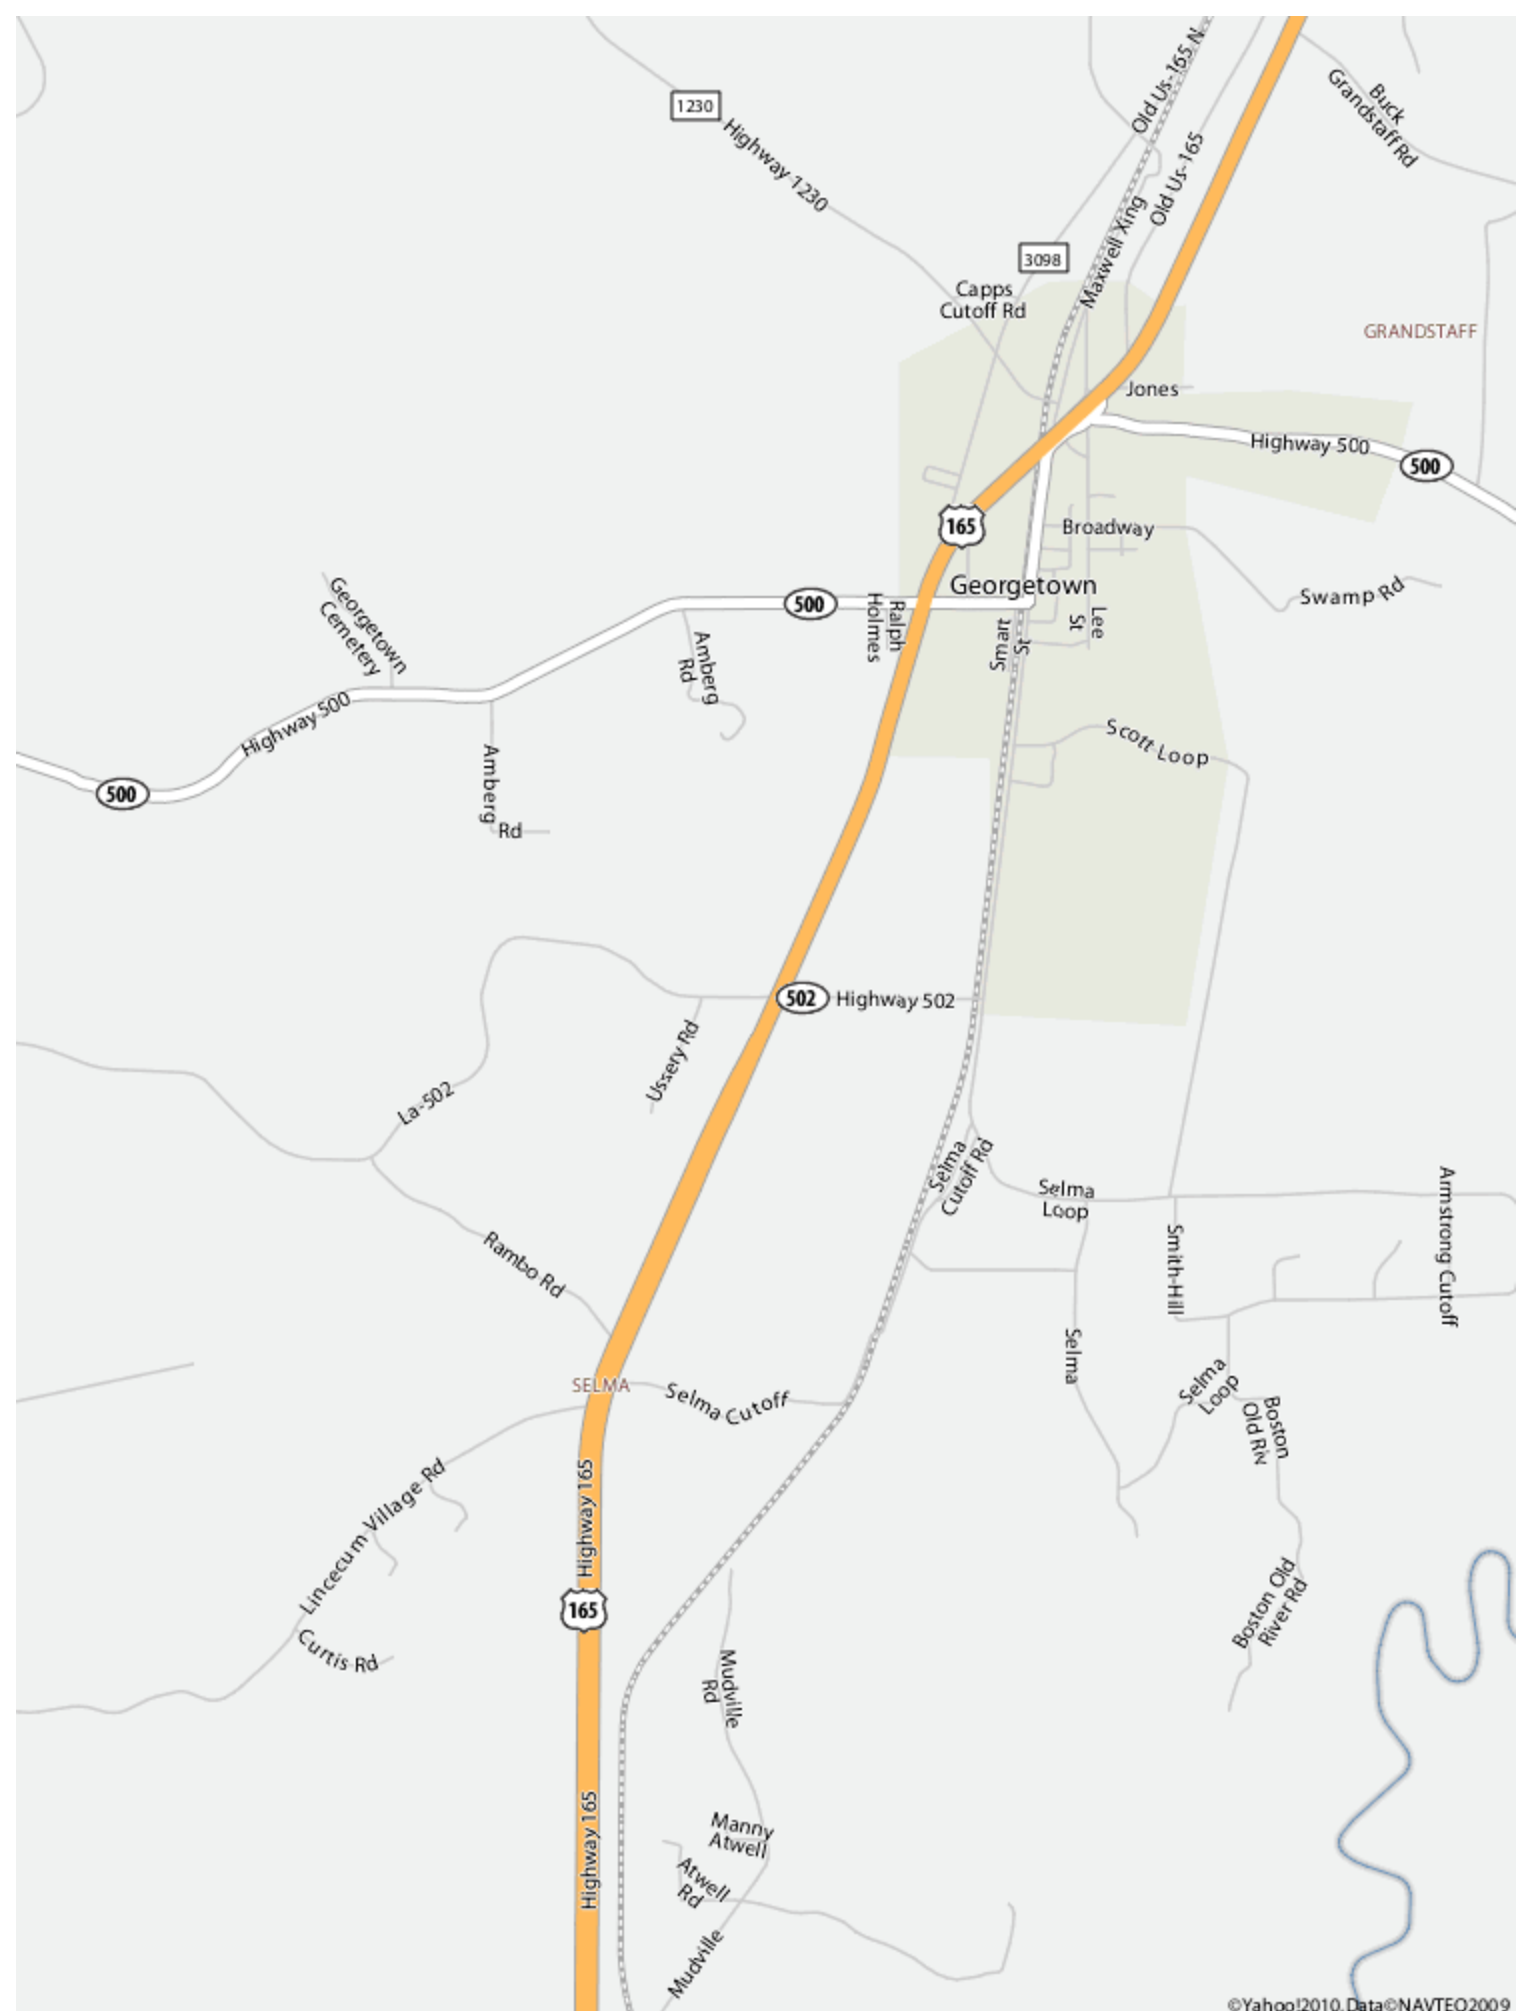 Old Us-165 N
Buck
Grandstaff Rd
1230
Highway 1230
Old Us-165
Maxwell Xing
3098
Capps
Cutoff Rd
GRANDSTAFF
Jones
Highway 500
500
165
Broadway
Georgetown
Swamp Rd
Georgetown
Cemetery
500
Ralph
Holmes
Lee
St
Smart
St
Amberg
Rd
Highway 500
Scott Loop
500
Amberg
Rd
502
Highway 502
Ussery Rd
La-502
Selma
Cutoff Rd
Selma
Loop
Armstrong Cutoff
Smith-Hill
Rambo Rd
Selma
SELMA
Selma Cutoff
Selma
Loop
Boston
Old Riv
Lincecum Village Rd
Highway 165
165
Boston Old
River Rd
Curtis Rd
Mudville
Rd
Highway 165
Manny
Atwell
Atwell
Rd
Mudville
©Yahoo!2010,Data©NAVTEQ2009